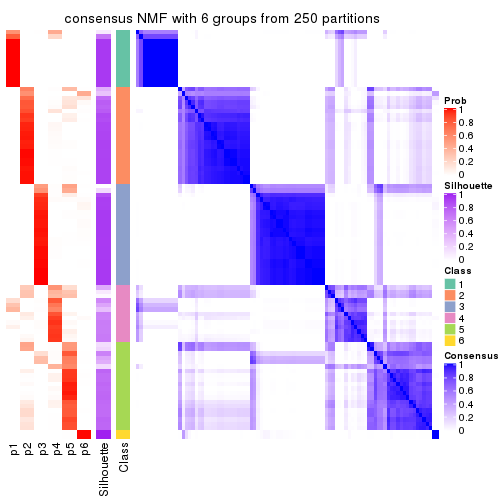 consensus NMF with 6 groups from 250 partitions
Prob
1
0.8
0.6
0.4
0.2
0
Silhouette
1
0.8
0.6
0.4
0.2
0
Class
1
2
3
4
5
6
Consensus
1
0.8
0.6
0.4
0.2
0
p1
p2
p3
p4
p5
p6
Silhouette
Class